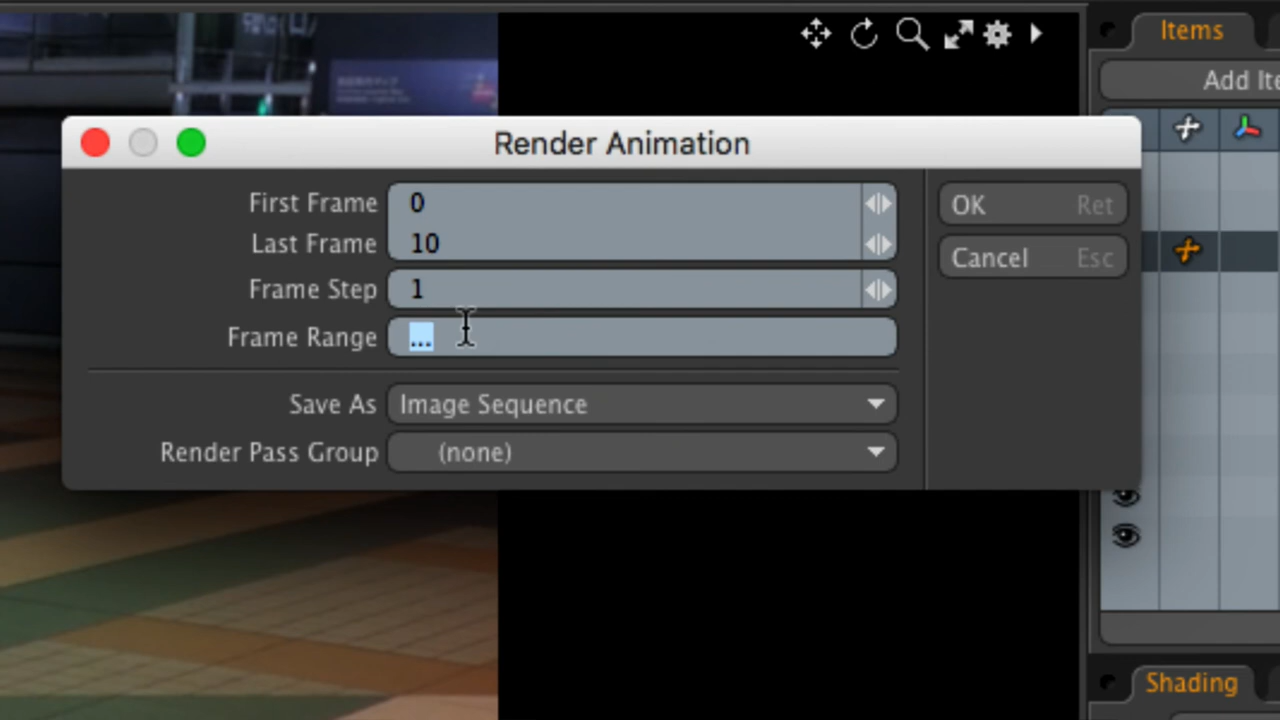 Items
Add Ite
Render Animation
First Frame 0
OK Ret
Last Frame 10
Cancel Esc
Frame Step 1
Frame Range ...
Save As Image Sequence
Render Pass Group (none)
Shading